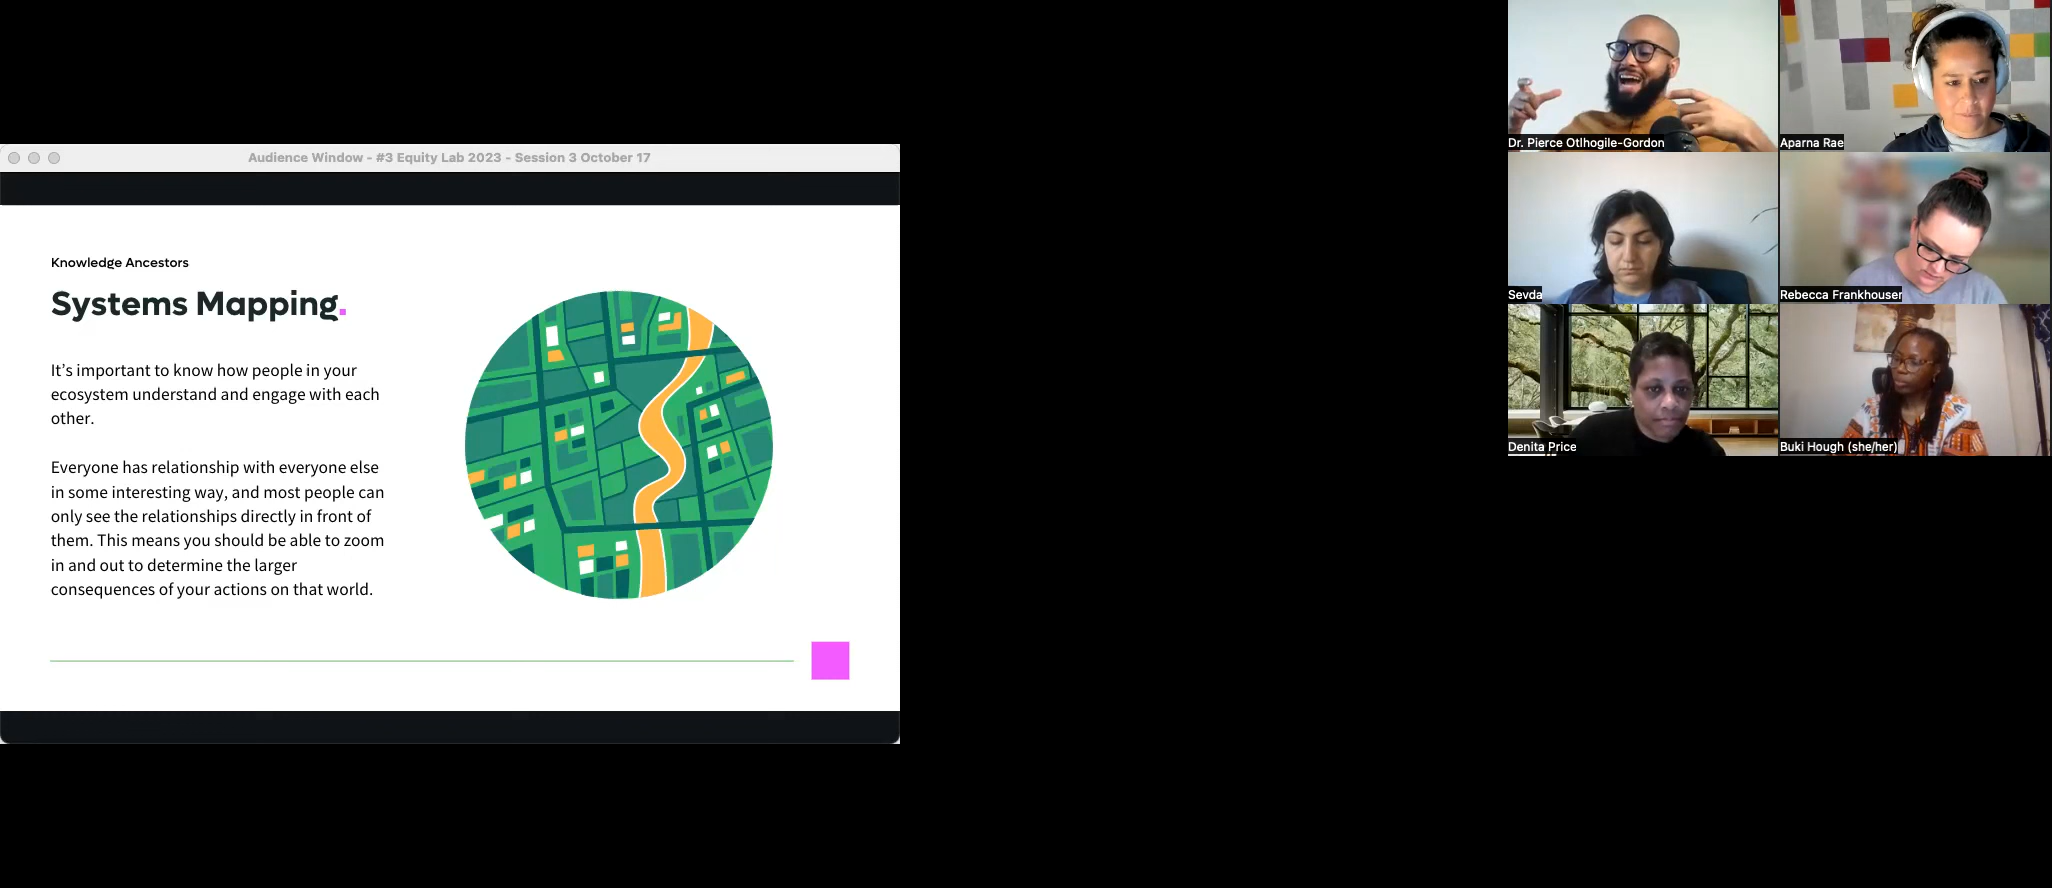 Audience Window - #3 Equity Lab 2023 - Session 3 October 17
Knowledge Ancestors
Systems Mapping.
It’s important to know how people in your
ecosystem understand and engage with each
other.
Everyone has relationship with everyone else
in some interesting way, and most people can
only see the relationships directly in front of
them. This means you should be able to zoom
in and out to determine the larger
consequences of your actions on that world.
Dr. Pierce Otlhogile-Gordon
Aparna Rae
Sevda
Rebecca Frankhouser
Denita Price
Buki Hough (she/her)